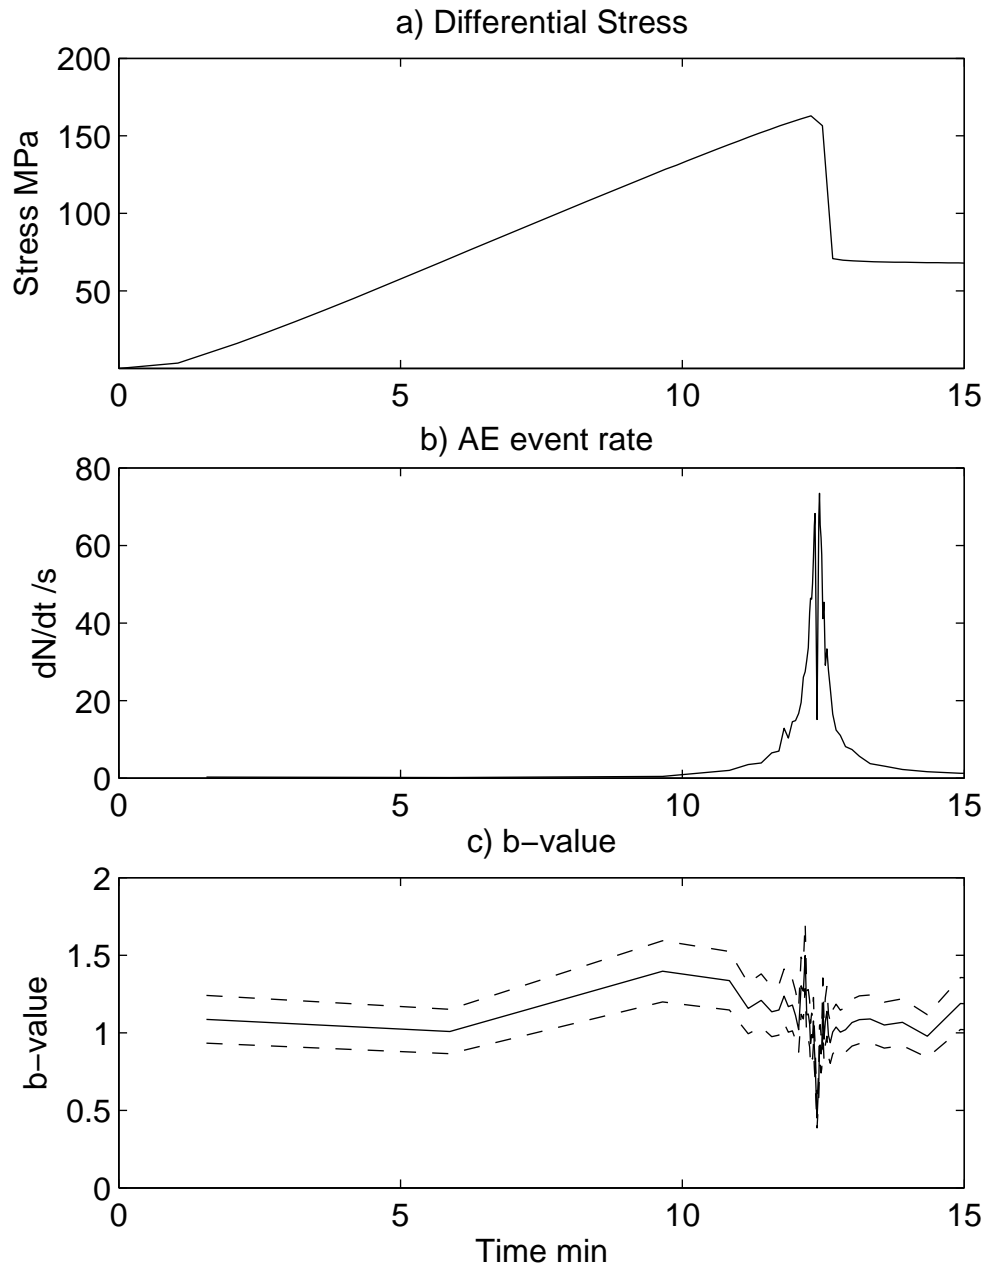 a) Differential Stress
200
150
100
50
Stress MPa
0 5 10 15
b) AE event rate
80
60
40
20
0
dN/dt /s
0 5 10 15
c) b−value
2
1.5
1
0.5
0
b−value
0 5 10 15
Time min